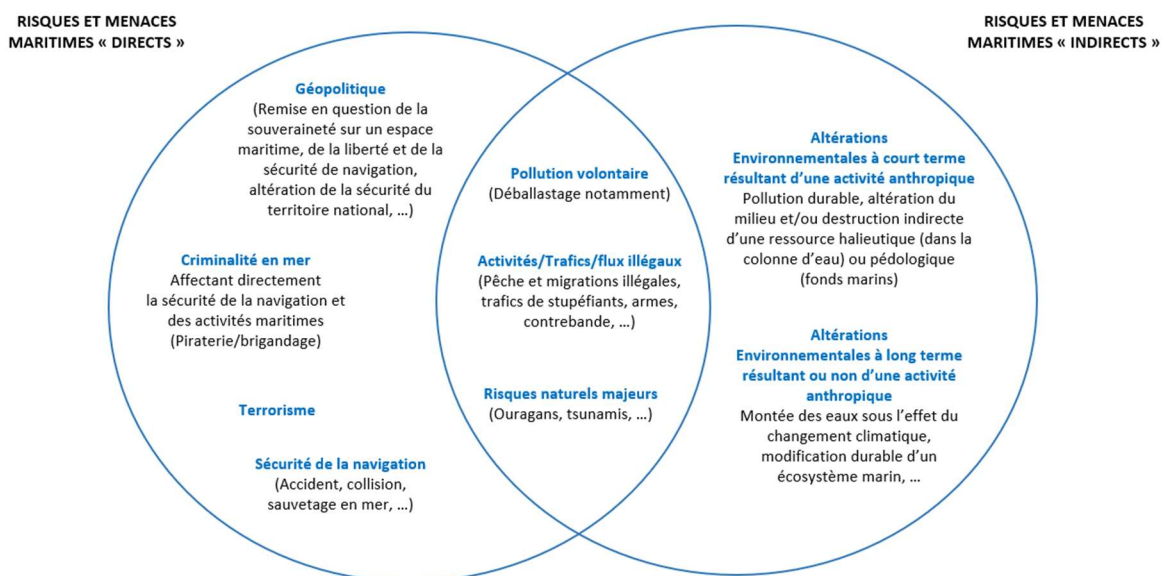 RISQUES ET MENACES
MARITIMES « DIRECTS »
RISQUES ET MENACES
MARITIMES « INDIRECTS »
Géopolitique
(Remise en question de la
souveraineté sur un espace
maritime, de la liberté et de la
sécurité de navigation,
altération de la sécurité du
territoire national, …)
Criminalité en mer
Affectant directement
la sécurité de la navigation et
des activités maritimes
(Piraterie/brigandage)
Terrorisme
Sécurité de la navigation
(Accident, collision,
sauvetage en mer, …)
Pollution volontaire
(Déballastage notamment)
Activités/Trafics/flux illégaux
(Pêche et migrations illégales,
trafics de stupéfiants, armes,
contrebande, …)
Risques naturels majeurs
(Ouragans, tsunamis, …)
Altérations
Environnementales à court terme
résultant d’une activité anthropique
Pollution durable, altération du
milieu et/ou destruction indirecte
d’une ressource halieutique (dans la
colonne d’eau) ou pédologique
(fonds marins)
Altérations
Environnementales à long terme
résultant ou non d’une activité
anthropique
Montée des eaux sous l’effet du
changement climatique,
modification durable d’un
écosystème marin, …